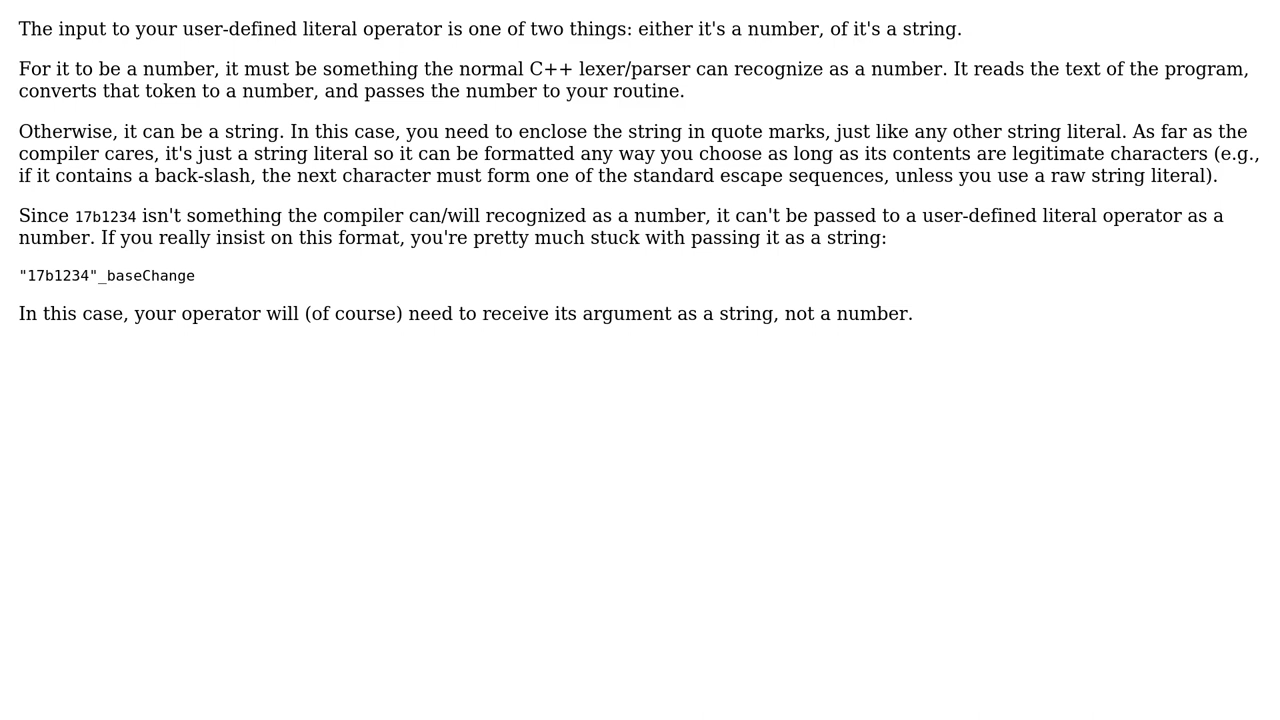 The input to your user-defined literal operator is one of two things: either it's a number, of it's a string.
For it to be a number, it must be something the normal C++ lexer/parser can recognize as a number. It reads the text of the program,
converts that token to a number, and passes the number to your routine.
Otherwise, it can be a string. In this case, you need to enclose the string in quote marks, just like any other string literal. As far as the
compiler cares, it's just a string literal so it can be formatted any way you choose as long as its contents are legitimate characters (e.g.,
if it contains a back-slash, the next character must form one of the standard escape sequences, unless you use a raw string literal).
Since 17b1234 isn't something the compiler can/will recognized as a number, it can't be passed to a user-defined literal operator as a
number. If you really insist on this format, you're pretty much stuck with passing it as a string:
"17b1234"_baseChange
In this case, your operator will (of course) need to receive its argument as a string, not a number.